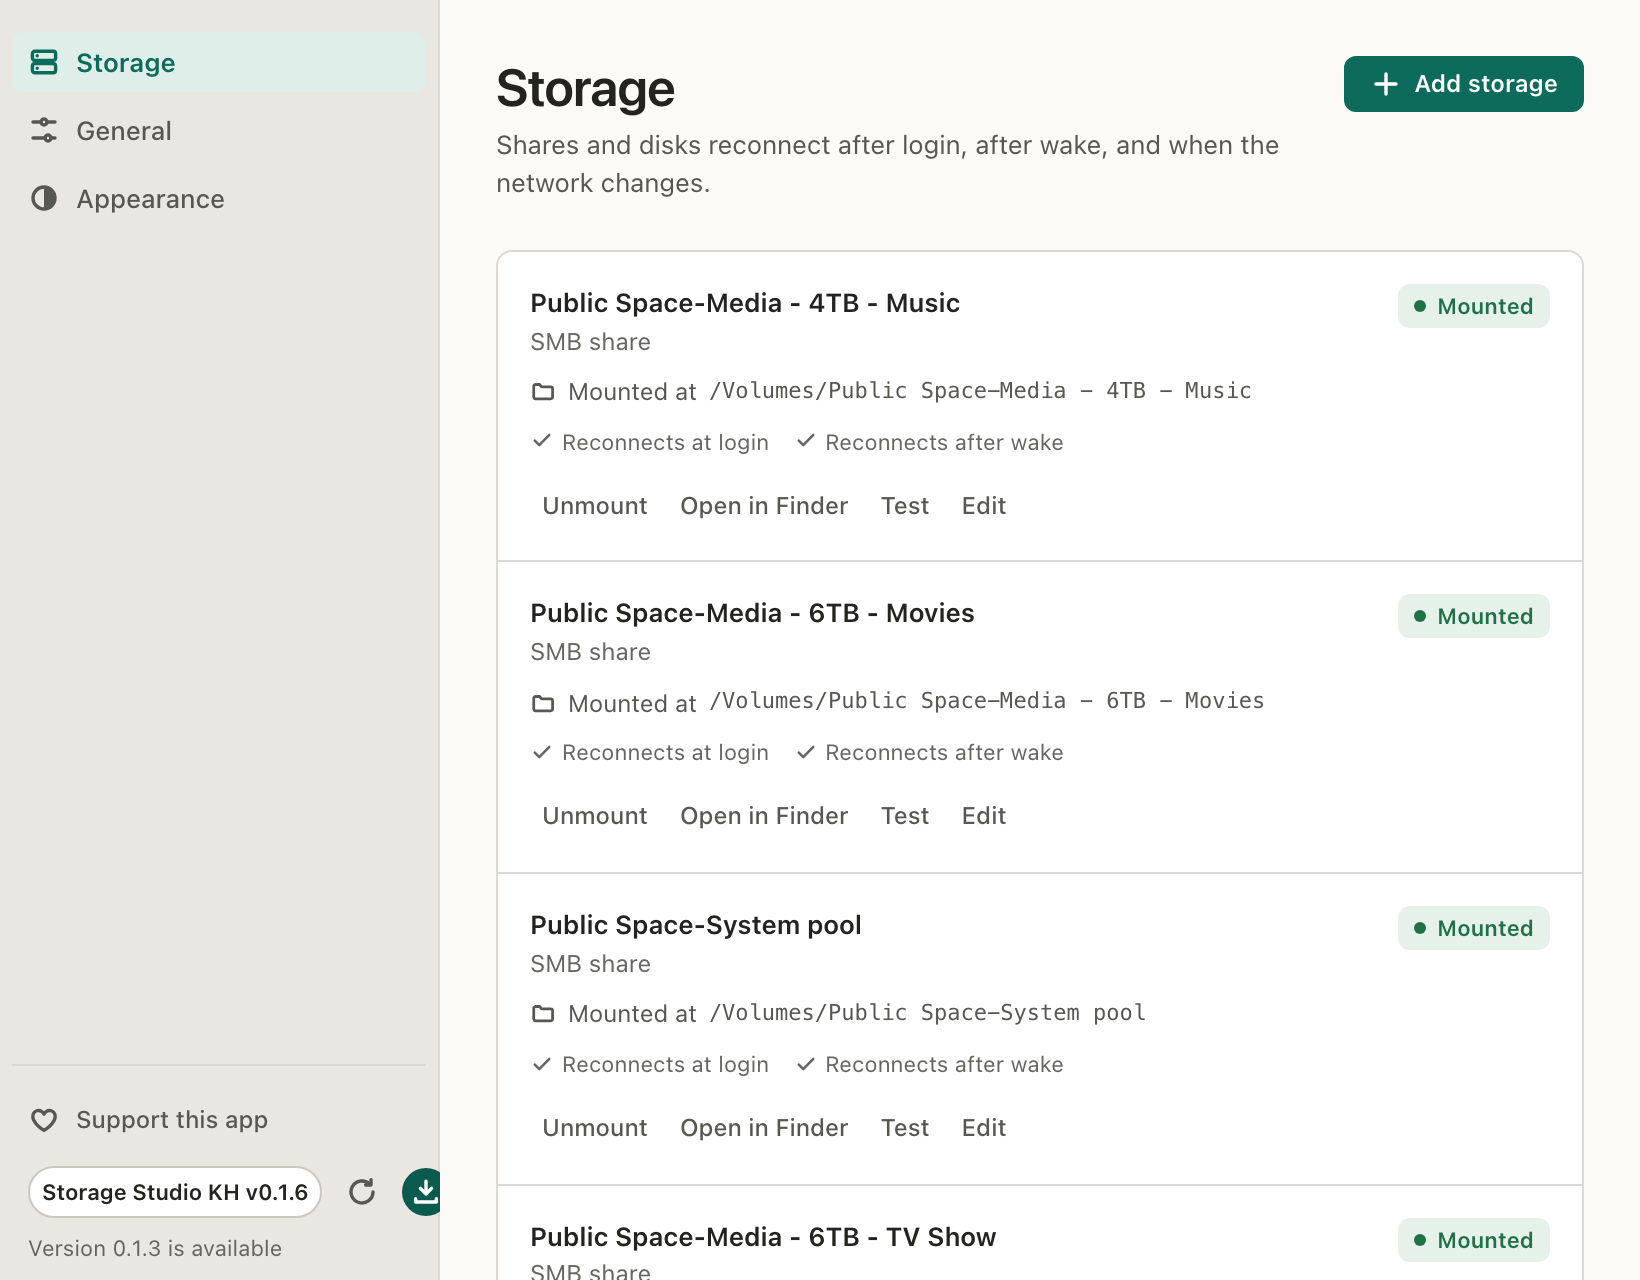 Storage
General
Appearance
Support this app
Storage Studio KH v0.1.6
Version 0.1.3 is available
Storage
Add storage
Shares and disks reconnect after login, after wake, and when the
network changes.
Public Space-Media - 4TB - Music
Mounted
SMB share
Mounted at /Volumes/Public Space-Media - 4TB - Music
Reconnects at login Reconnects after wake
Unmount Open in Finder Test Edit
Public Space-Media - 6TB - Movies
Mounted
SMB share
Mounted at /Volumes/Public Space-Media - 6TB - Movies
Reconnects at login Reconnects after wake
Unmount Open in Finder Test Edit
Public Space-System pool
Mounted
SMB share
Mounted at /Volumes/Public Space-System pool
Reconnects at login Reconnects after wake
Unmount Open in Finder Test Edit
Public Space-Media - 6TB - TV Show
Mounted
SMB share